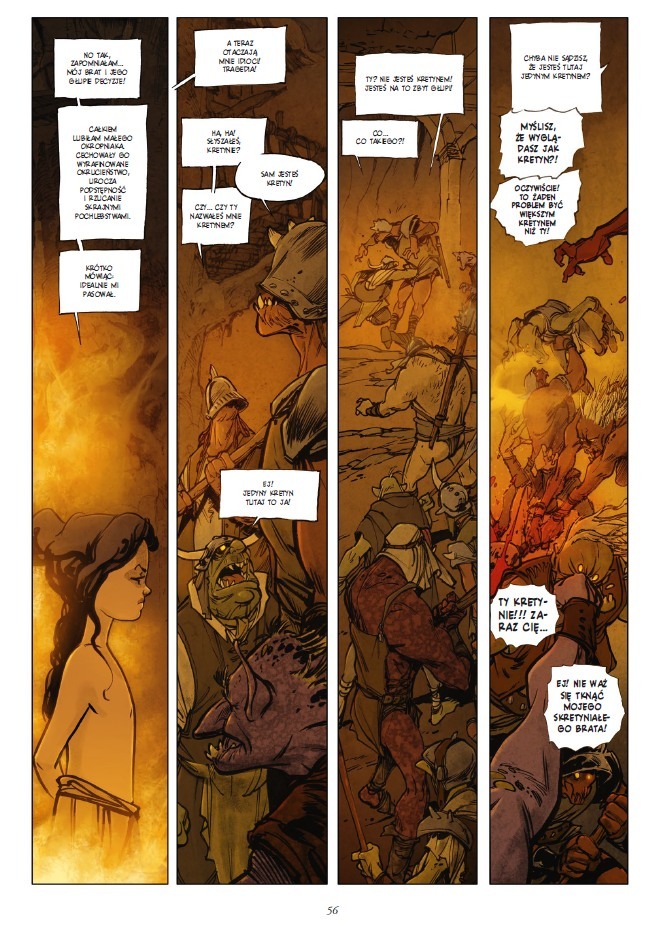 NO TAK,
ZAPOMNIAŁAM...
MÓJ BRAT I JEGO
GŁUPIE DECYZJE!
CAŁKIEM
LUBIŁAM MAŁEGO
OKROPNIAKA.
CECHOWAŁY GO
WYRAFINOWANE
OKRUCIEŃSTWO,
UROCZA
PODSTĘPNOŚĆ
I RZUCANIE
SKRAJNYMI
POCHLEBSTWAMI.
KRÓTKO
MÓWIĄC:
IDEALNIE MI
PASOWAŁ.
A TERAZ
OTACZAJĄ
MNIE IDIOCI!
TRAGEDIA!
HA, HA!
SŁYSZAŁEŚ,
KRETYNIE?
SAM JESTEŚ
KRETYN!
CZY... CZY TY
NAZWAŁEŚ MNIE
KRETYNEM?
EJ!
JEDYNY KRETYN
TUTAJ TO JA!
TY? NIE JESTEŚ KRETYNEM!
JESTEŚ NA TO ZBYT GŁUPI!
CO...
CO TAKIEGO?!
CHYBA NIE SĄDZISZ,
ŻE JESTEŚ TUTAJ
JEDYNYM KRETYNEM?
MYŚLISZ,
ŻE WYGLĄ-
DASZ JAK
KRETYN?!
OCZYWIŚCIE!
TO ŻADEN
PROBLEM BYĆ
WIĘKSZYM
KRETYNEM
NIŻ TY!
TY KRETY-
NIE!!! ZA-
RAZ CIĘ...
EJ! NIE WAŻ
SIĘ TKNĄĆ
MOJEGO
SKRETYNIAŁE-
GO BRATA!
56